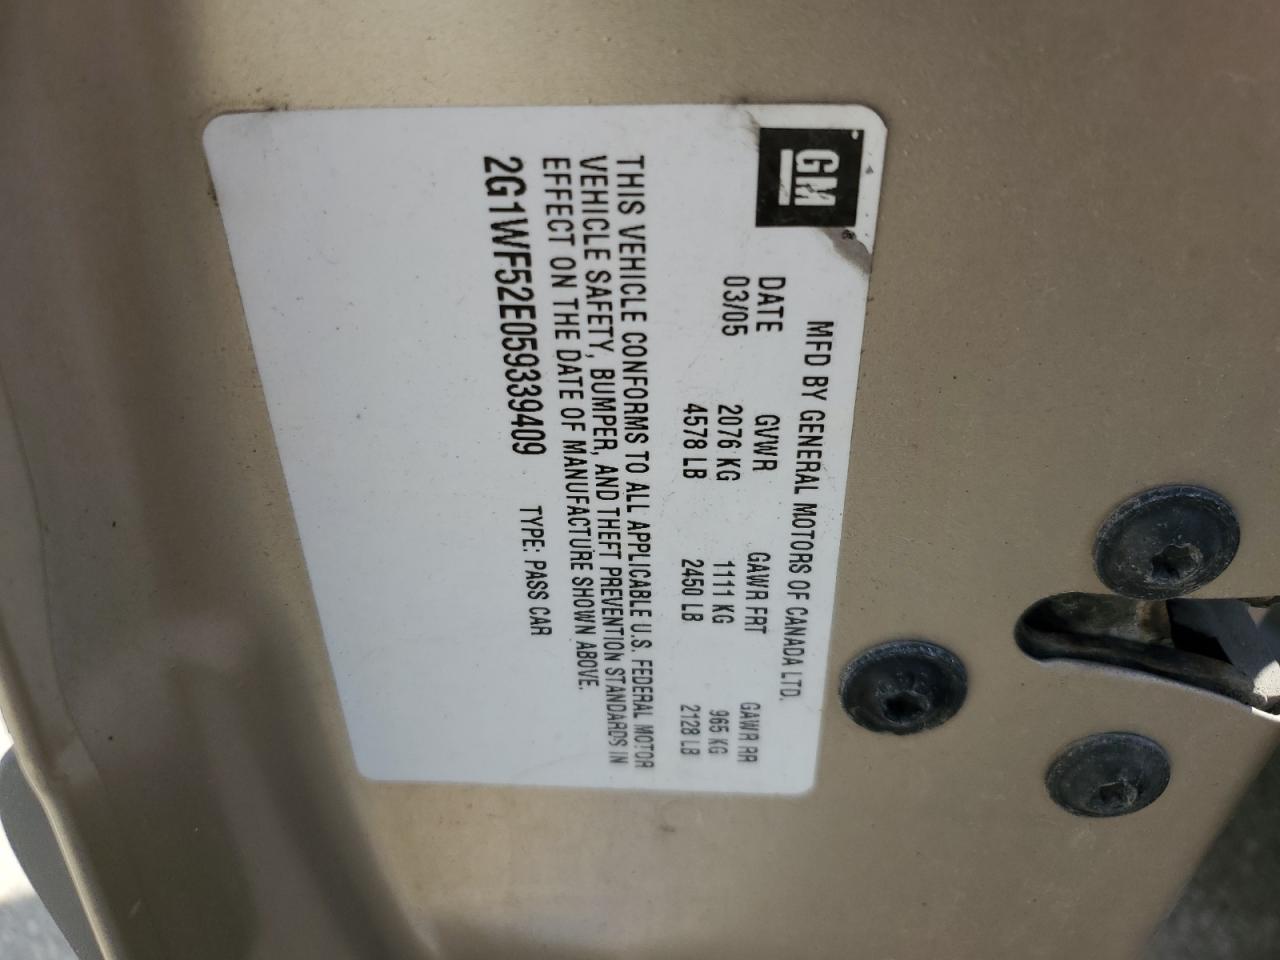 GM
MFD BY GENERAL MOTORS OF CANADA LTD.
DATE GVWR GAWR FRT GAWR RR
03/05 2076 KG 1111 KG 965 KG
4578 LB 2450 LB 2128 LB
THIS VEHICLE CONFORMS TO ALL APPLICABLE U.S. FEDERAL MOTOR
VEHICLE SAFETY, BUMPER, AND THEFT PREVENTION STANDARDS IN
EFFECT ON THE DATE OF MANUFACTURE SHOWN ABOVE.
2G1WF52E059339409 TYPE: PASS CAR